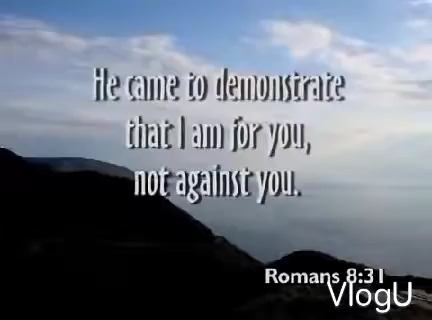 He came to demonstrate
that I am for you,
not against you.
Romans 8:31
VlogU